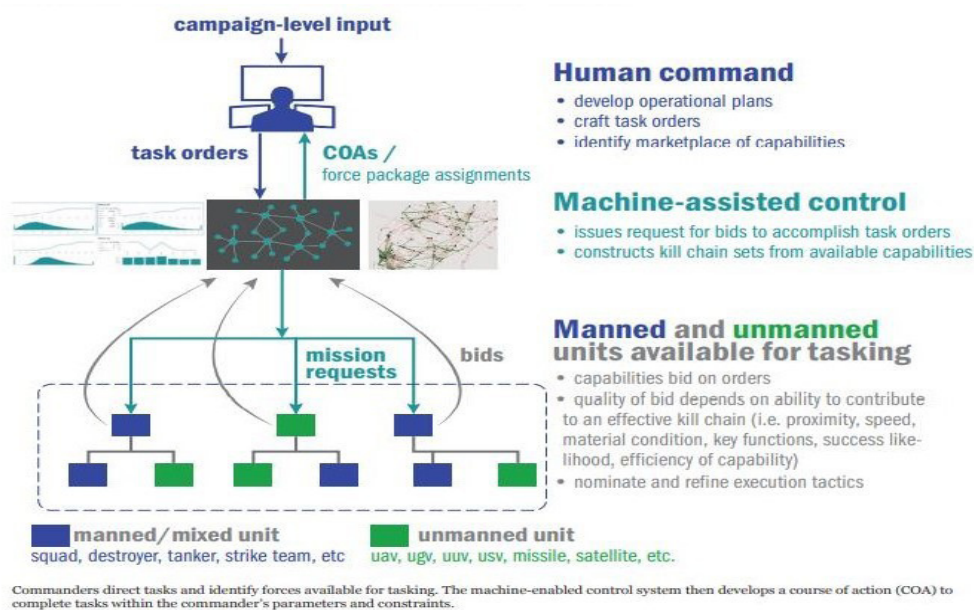 campaign-level input
task orders
COAs /
force package assignments
mission
requests
bids
Human command
• develop operational plans
• craft task orders
• identify marketplace of capabilities
Machine-assisted control
• issues request for bids to accomplish task orders
• constructs kill chain sets from available capabilities
Manned and unmanned
units available for tasking
• capabilities bid on orders
• quality of bid depends on ability to contribute
to an effective kill chain (i.e. proximity, speed,
material condition, key functions, success like-
lihood, efficiency of capability)
• nominate and refine execution tactics
manned/mixed unit
squad, destroyer, tanker, strike team, etc
unmanned unit
uav, ugv, uuv, usv, missile, satellite, etc.
Commanders direct tasks and identify forces available for tasking. The machine-enabled control system then develops a course of action (COA) to
complete tasks within the commander's parameters and constraints.